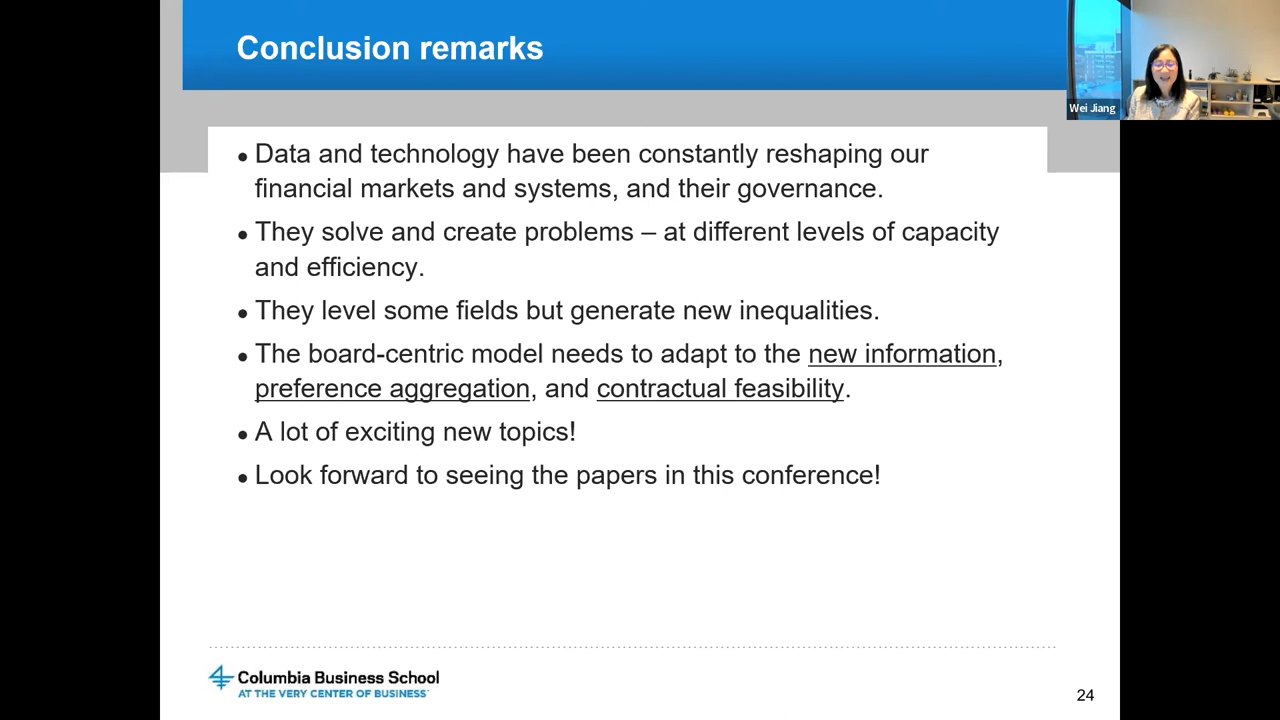 Conclusion remarks
Wei Jiang
• Data and technology have been constantly reshaping our
financial markets and systems, and their governance.
• They solve and create problems – at different levels of capacity
and efficiency.
• They level some fields but generate new inequalities.
• The board-centric model needs to adapt to the new information,
preference aggregation, and contractual feasibility.
• A lot of exciting new topics!
• Look forward to seeing the papers in this conference!
Columbia Business School
AT THE VERY CENTER OF BUSINESS™
24